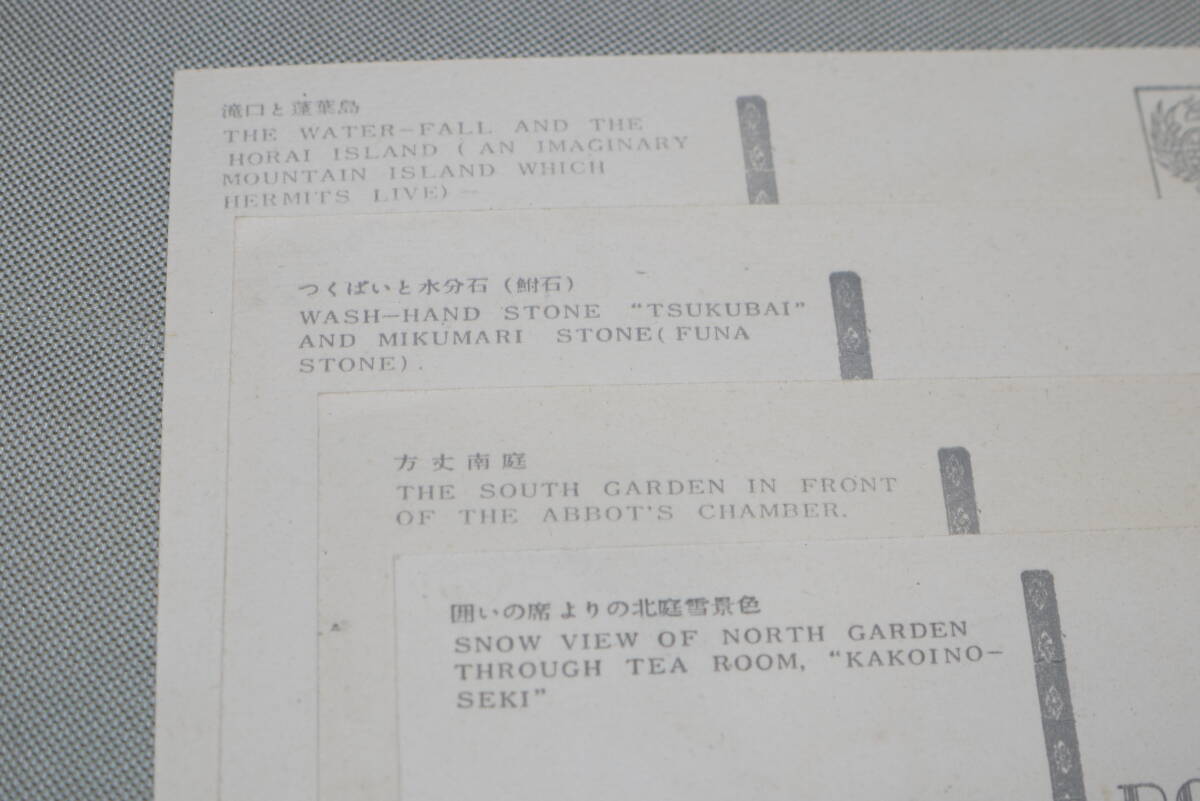 滝口と蓬莱島
THE WATER-FALL AND THE
HORAI ISLAND ( AN IMAGINARY
MOUNTAIN ISLAND WHICH
HERMITS LIVE) —
つくばいと水分石 (鮒石)
WASH-HAND STONE “TSUKUBAI”
AND MIKUMARI STONE( FUNA
STONE) .
方丈南庭
THE SOUTH GARDEN IN FRONT
OF THE ABBOT'S CHAMBER.
囲いの席よりの北庭雪景色
SNOW VIEW OF NORTH GARDEN
THROUGH TEA ROOM, “KAKOINO-
SEKI”